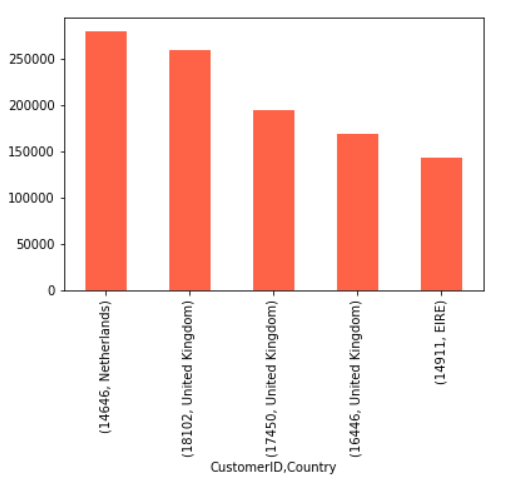 250000
200000
150000
100000
50000
0
(14646, Netherlands)
(18102, United Kingdom)
(17450, United Kingdom)
(16446, United Kingdom)
(14911, EIRE)
CustomerID,Country